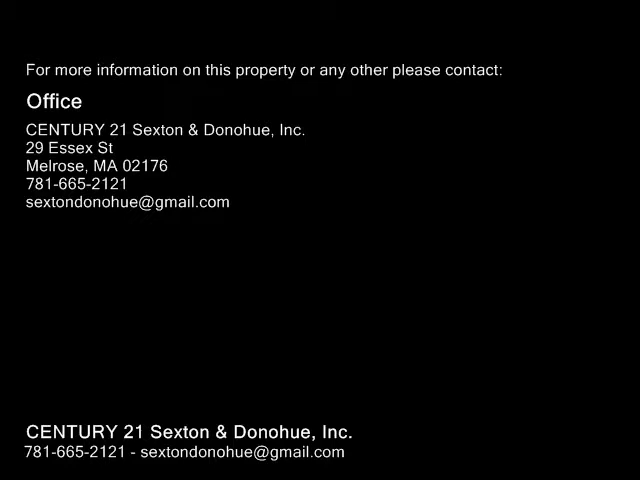 For more information on this property or any other please contact:
Office
CENTURY 21 Sexton & Donohue, Inc.
29 Essex St
Melrose, MA 02176
781-665-2121
sextondonohue@gmail.com
CENTURY 21 Sexton & Donohue, Inc.
781-665-2121 - sextondonohue@gmail.com